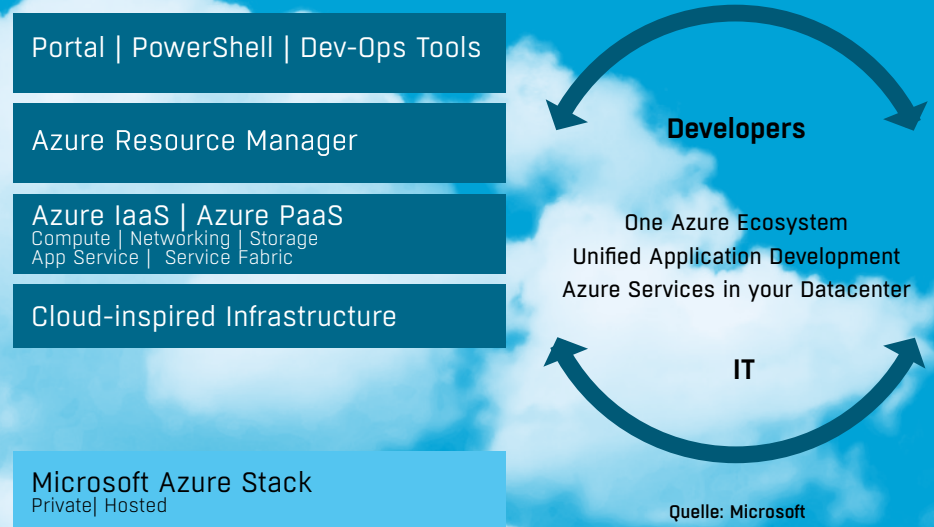 Portal | PowerShell | Dev-Ops Tools
Azure Resource Manager
Azure IaaS | Azure PaaS
Compute | Networking | Storage
App Service | Service Fabric
Cloud-inspired Infrastructure
Microsoft Azure Stack
Private| Hosted
Developers
One Azure Ecosystem
Unified Application Development
Azure Services in your Datacenter
IT
Quelle: Microsoft